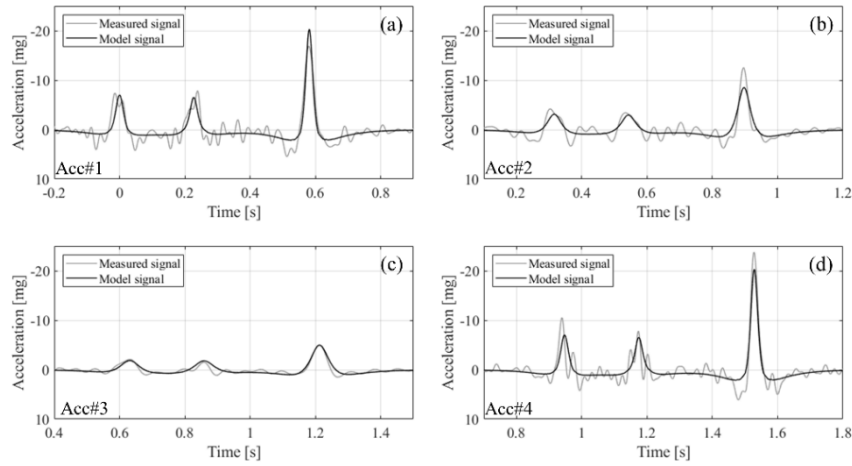 Measured signal
Model signal
(a)
-20
-10
0
10
Acceleration [mg]
Acc#1
-0.2 0 0.2 0.4 0.6 0.8
Time [s]
Measured signal
Model signal
(b)
-20
-10
0
10
Acceleration [mg]
Acc#2
0.2 0.4 0.6 0.8 1 1.2
Time [s]
Measured signal
Model signal
(c)
-20
-10
0
10
Acceleration [mg]
Acc#3
0.4 0.6 0.8 1 1.2 1.4
Time [s]
Measured signal
Model signal
(d)
-20
-10
0
10
Acceleration [mg]
Acc#4
0.8 1 1.2 1.4 1.6 1.8
Time [s]